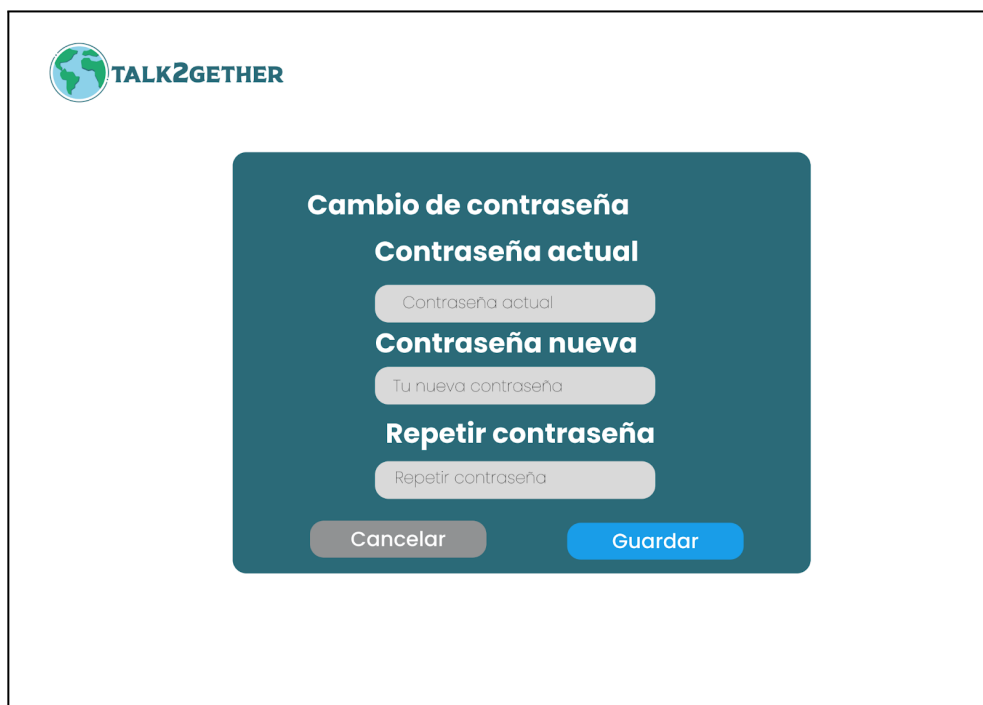 TALK2GETHER
Cambio de contraseña
Contraseña actual
Contraseña actual
Contraseña nueva
Tu nueva contraseña
Repetir contraseña
Repetir contraseña
Cancelar
Guardar